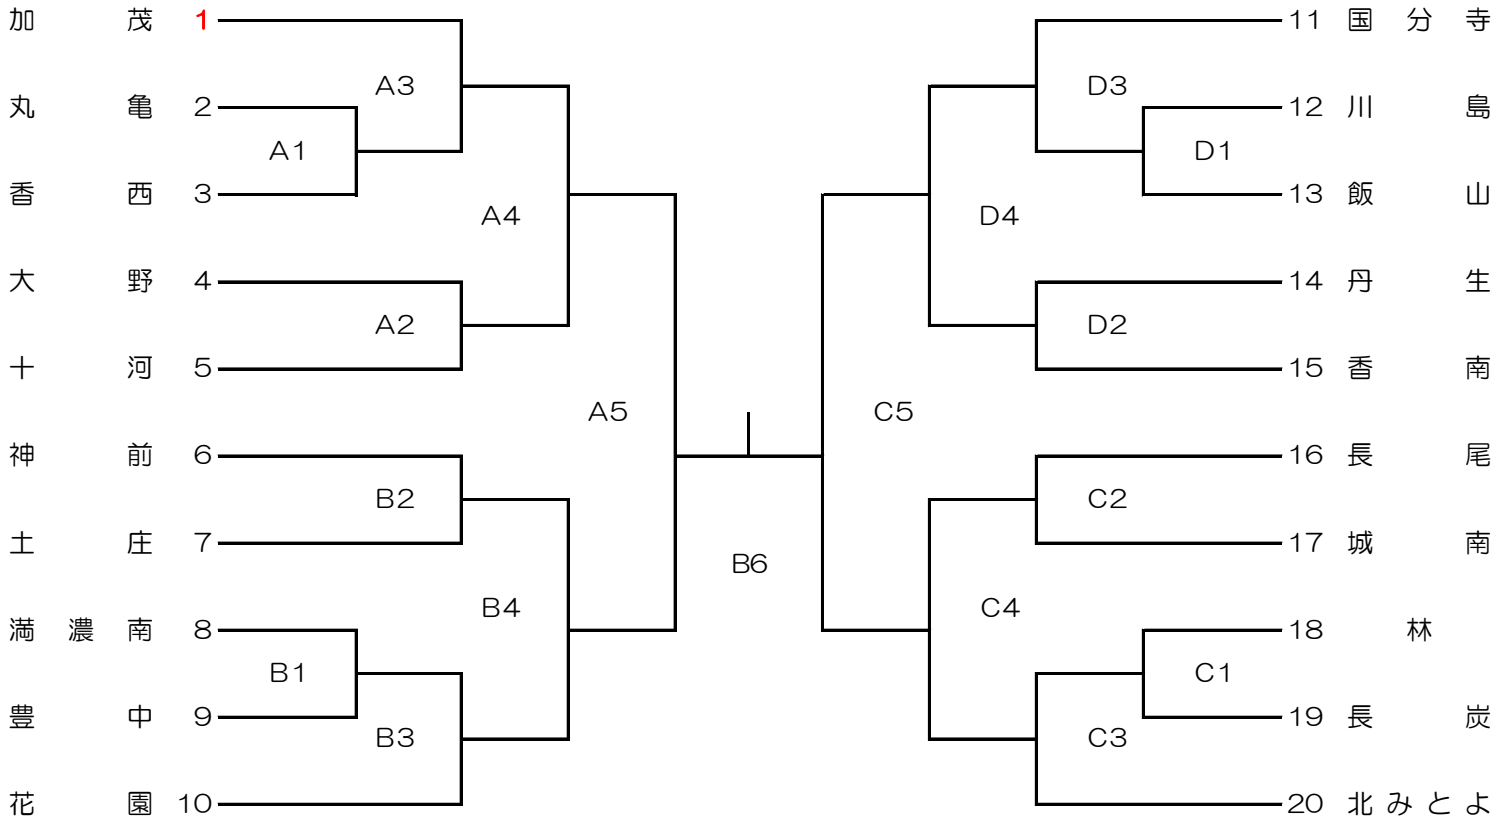 加茂 1
丸亀 2
香西 3
大野 4
十河 5
神前 6
土庄 7
満濃南 8
豊中 9
花園 10
A3
A1
A4
A2
A5
B2
B4
B1
B3
B6
D3
D1
D4
D2
C5
C2
C4
C1
C3
11 国分寺
12 川島
13 飯山
14 丹生
15 香南
16 長尾
17 城南
18 林
19 長炭
20 北みとよ